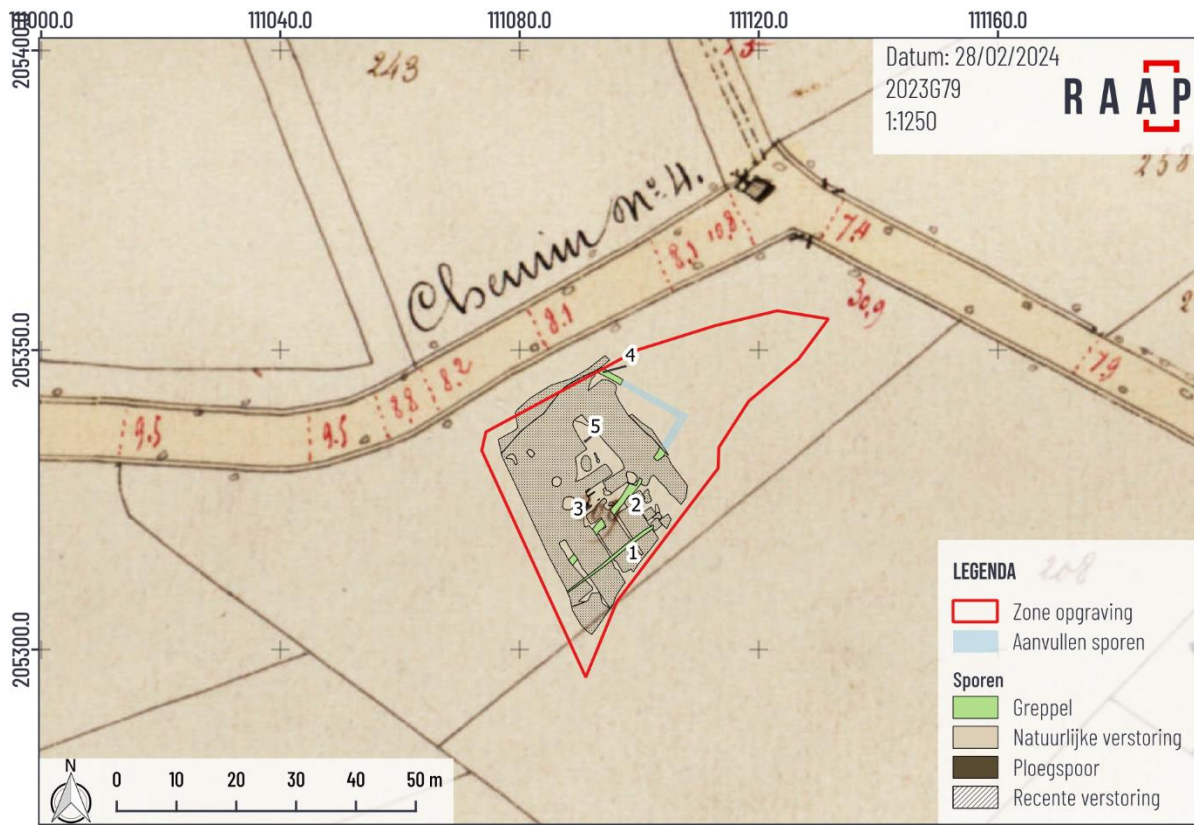 111000.0 111040.0 111080.0 111120.0 111160.0
205400.0
205350.0
205300.0
Datum: 28/02/2024
2023G79
1:1250
RAAP
243
258
Chemin Nº 4.
10.8
7.4
8.1
30,9
8.1
7.9
8.2
8.8
9.5
9.5
4
5
3
2
1
LEGENDA
208
Zone opgraving
Aanvullen sporen
Sporen
Greppel
Natuurlijke verstoring
Ploegspoor
Recente verstoring
N
0 10 20 30 40 50 m